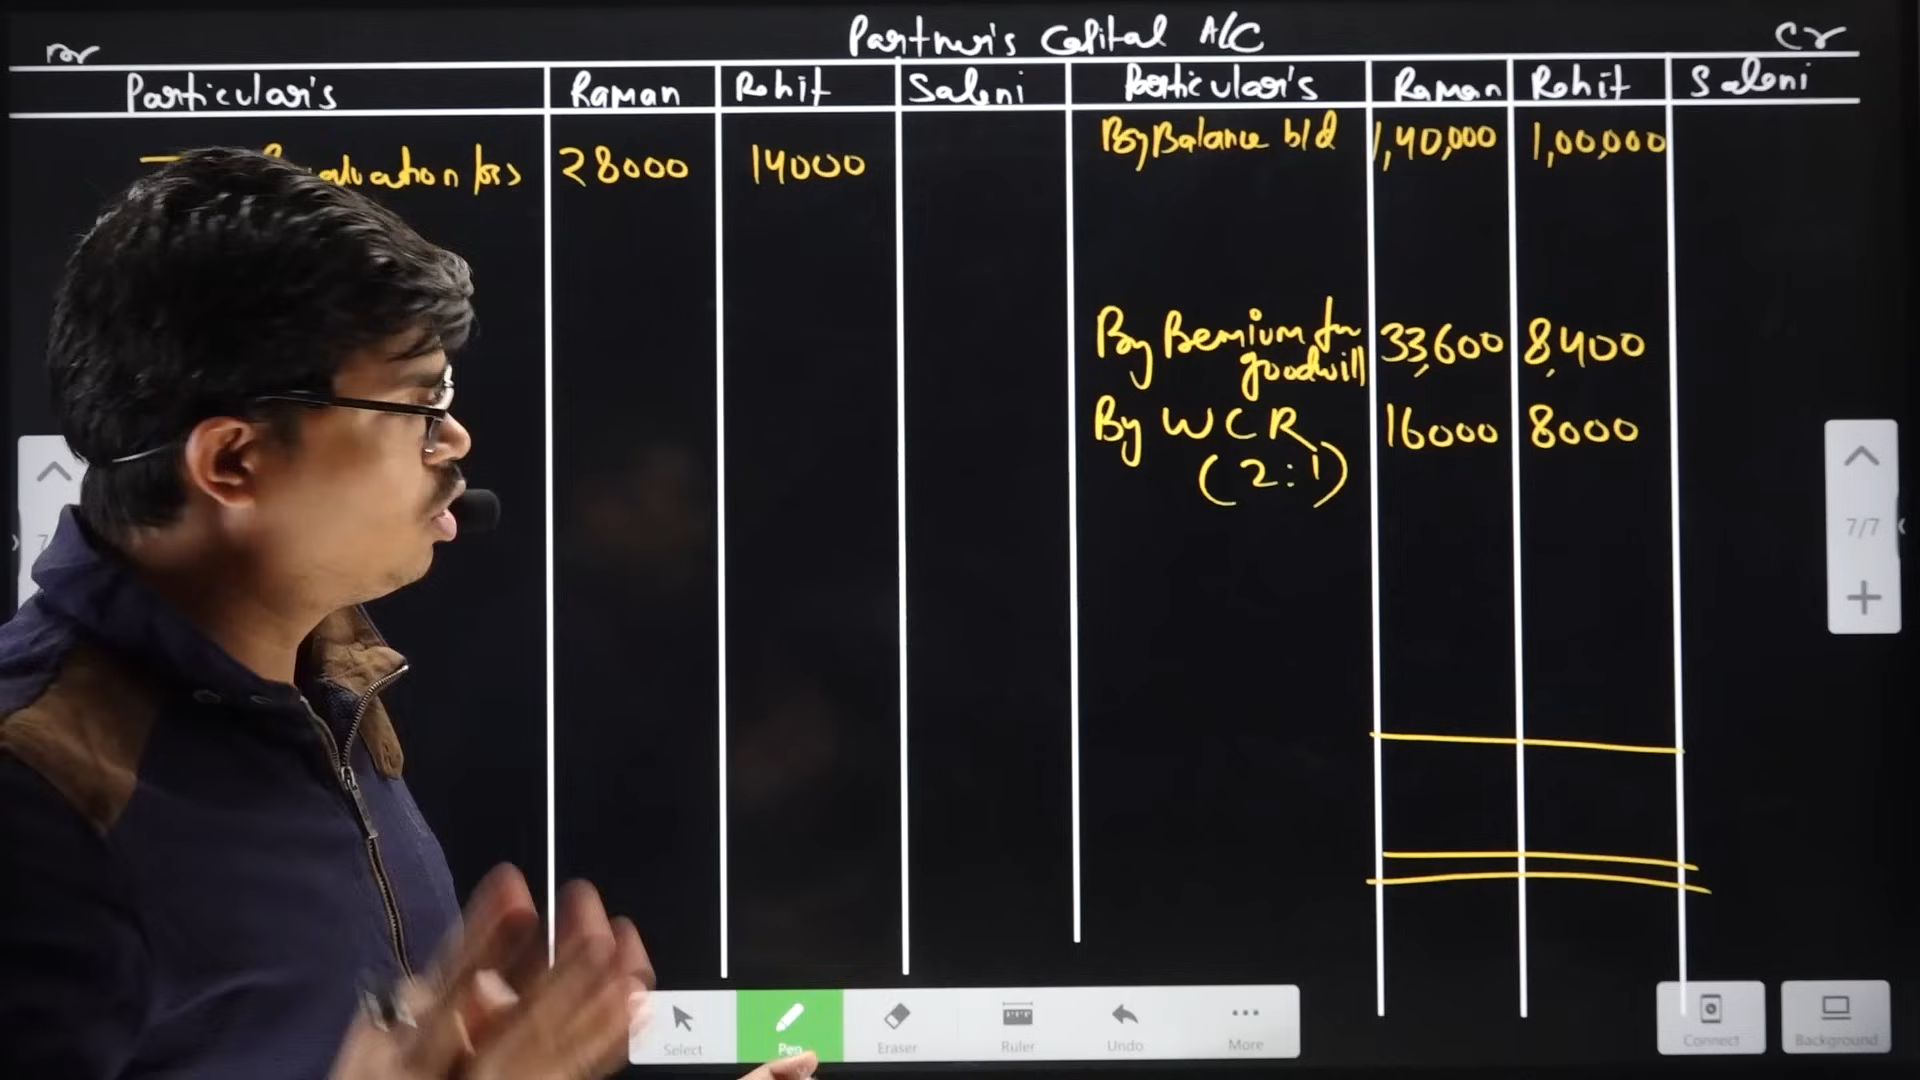 Partner's Capital A/C
Dr
Cr
Particular's Raman Rohit Saloni Particular's Raman Rohit Saloni
By Balance b/d 1,40,000 1,00,000
loss 28000 14000
By Premium for goodwill 33,600 8,400
By WCR 16000 8000
(2:1)
7/7
Select
Pen
Eraser
Ruler
Undo
More
Connect
Background